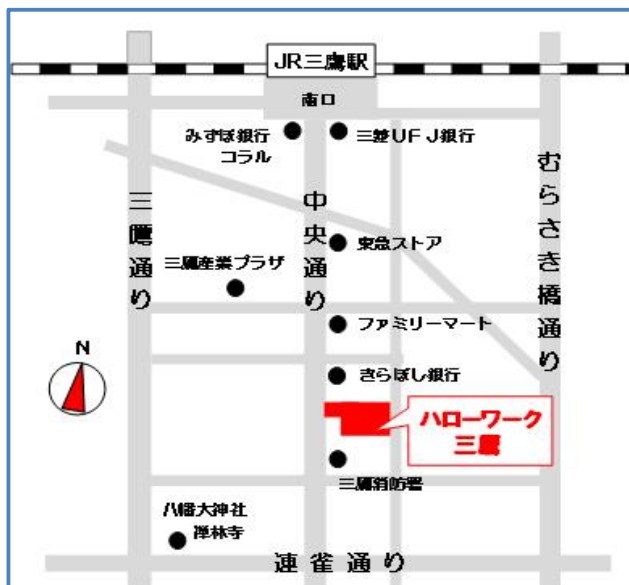 JR三鷹駅
南口
みずほ銀行
コラル
三菱UFJ銀行
三鷹通り
中央通り
むらさき橋通り
東急ストア
三鷹産業プラザ
ファミリーマート
N
きらぼし銀行
ハローワーク
三鷹
三鷹消防署
八幡大神社
禅林寺
連雀通り